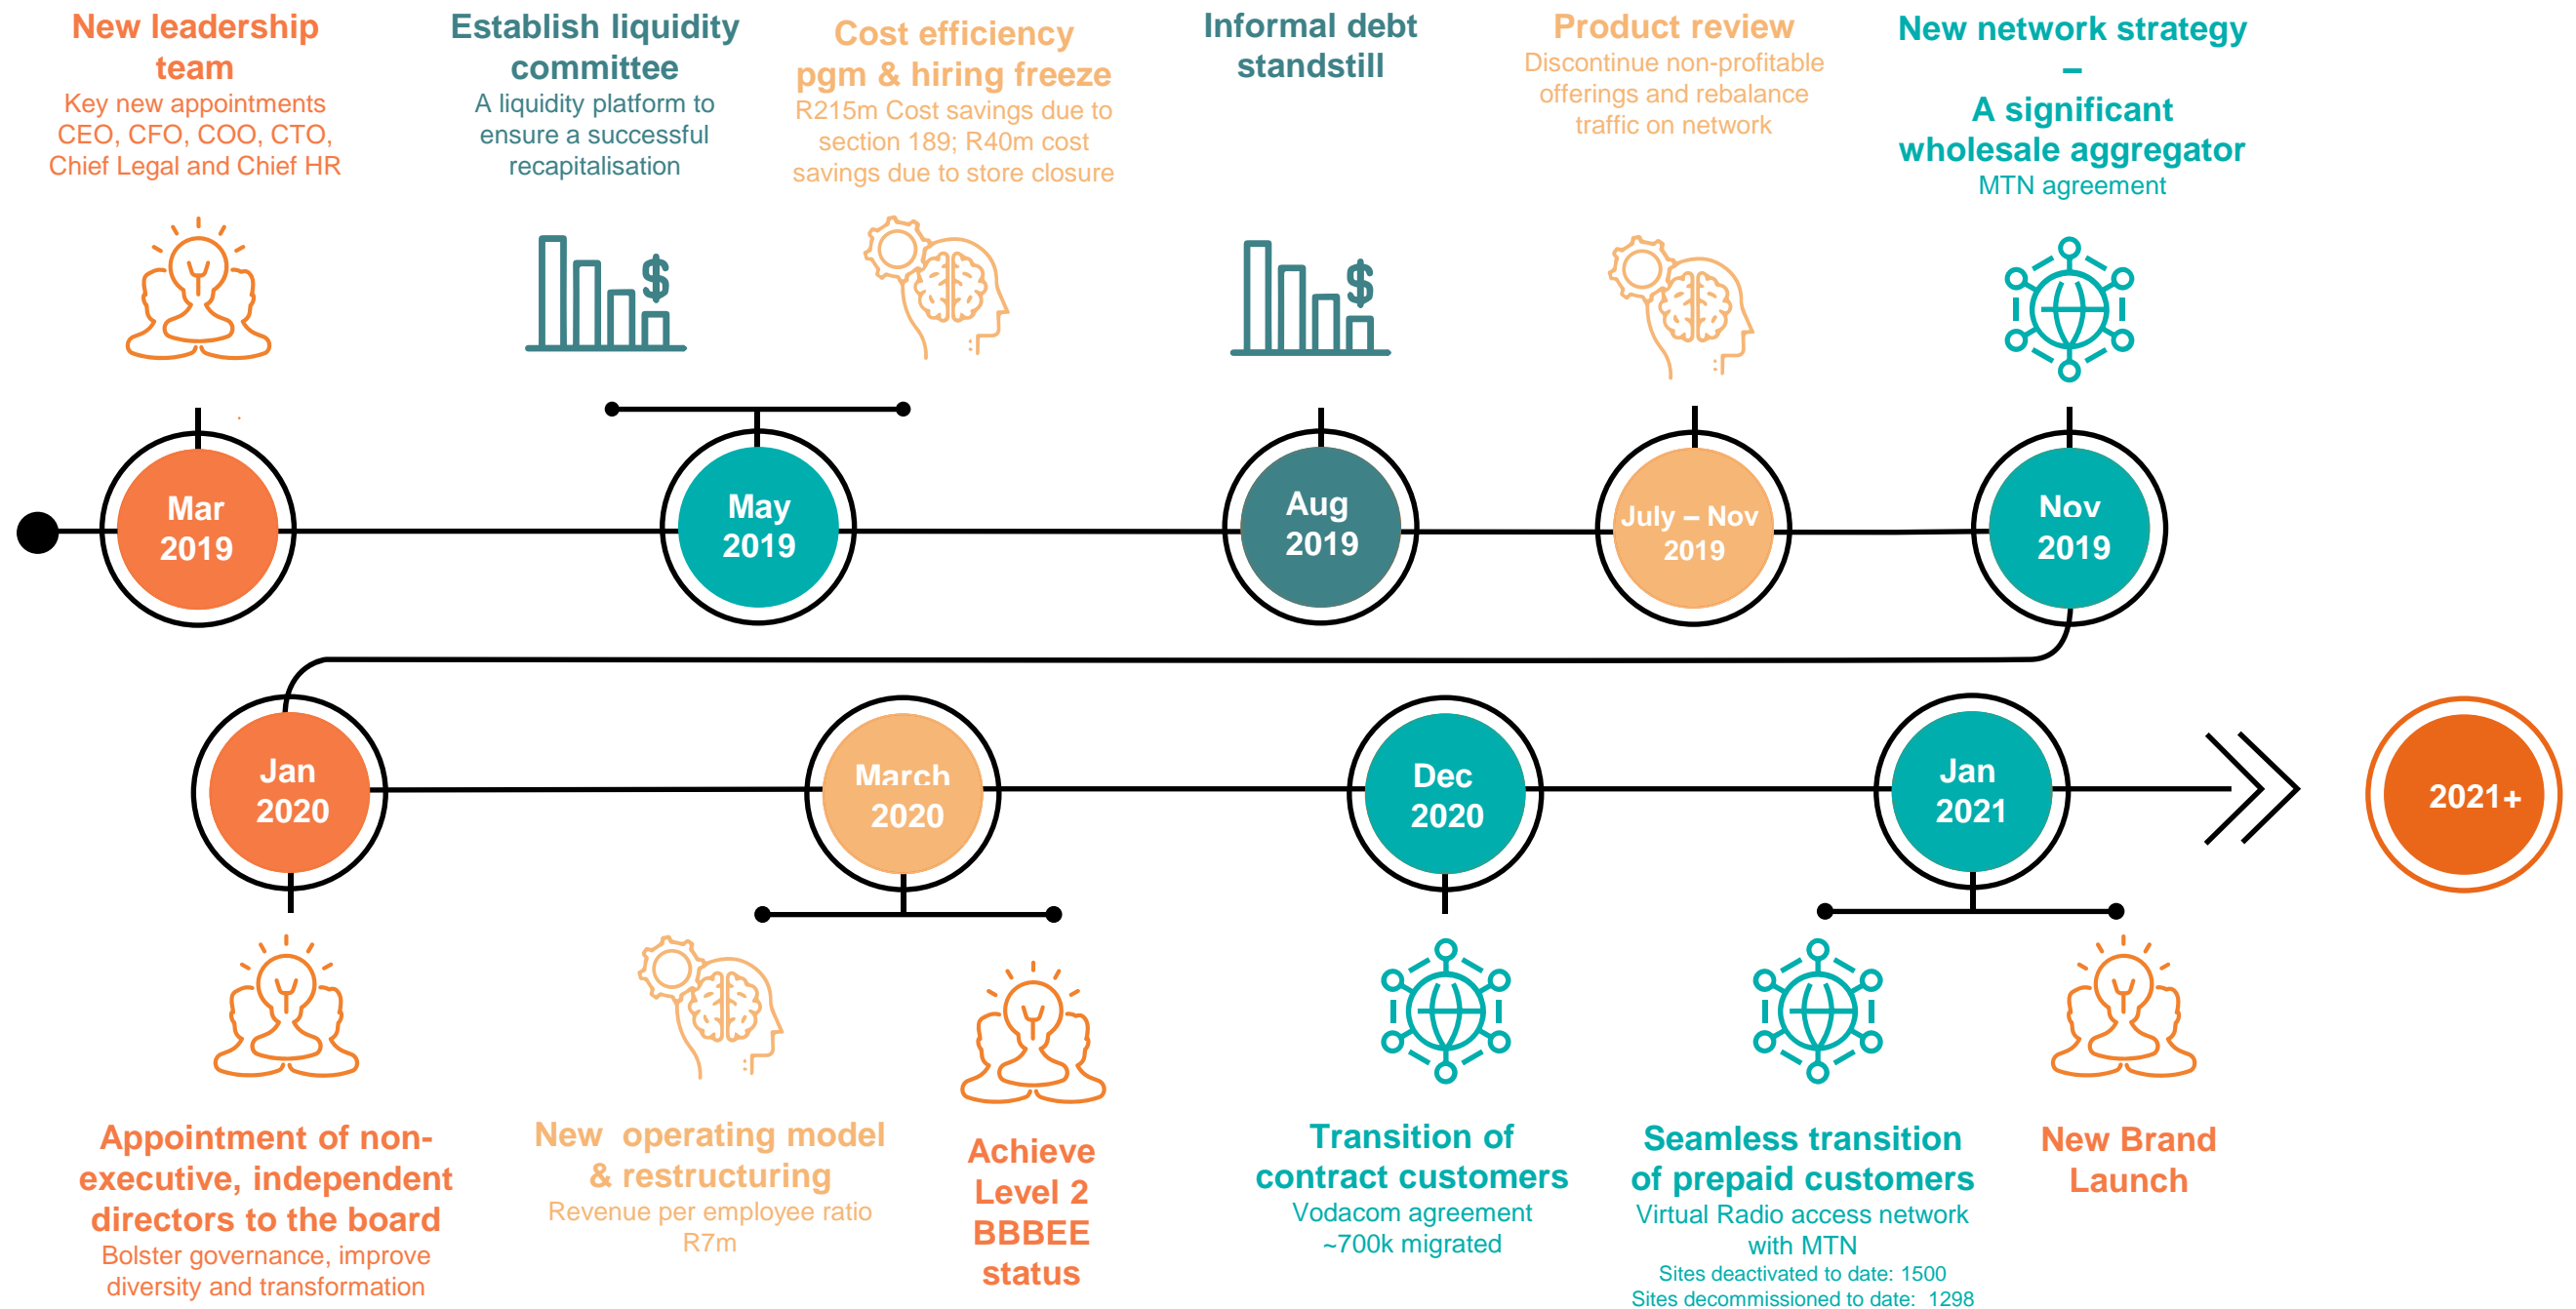 New leadership
team
Key new appointments
CEO, CFO, COO, CTO,
Chief Legal and Chief HR
Establish liquidity
committee
A liquidity platform to
ensure a successful
recapitalisation
Cost efficiency
pgm & hiring freeze
R215m Cost savings due to
section 189; R40m cost
savings due to store closure
Informal debt
standstill
Product review
Discontinue non-profitable
offerings and rebalance
traffic on network
New network strategy
–
A significant
wholesale aggregator
MTN agreement
$
$
Mar
2019
May
2019
Aug
2019
July – Nov
2019
Nov
2019
Jan
2020
March
2020
Dec
2020
Jan
2021
2021+
Appointment of non-
executive, independent
directors to the board
Bolster governance, improve
diversity and transformation
New operating model
& restructuring
Revenue per employee ratio
R7m
Achieve
Level 2
BBBEE
status
Transition of
contract customers
Vodacom agreement
~700k migrated
Seamless transition
of prepaid customers
Virtual Radio access network
with MTN
Sites deactivated to date: 1500
Sites decommissioned to date: 1298
New Brand
Launch